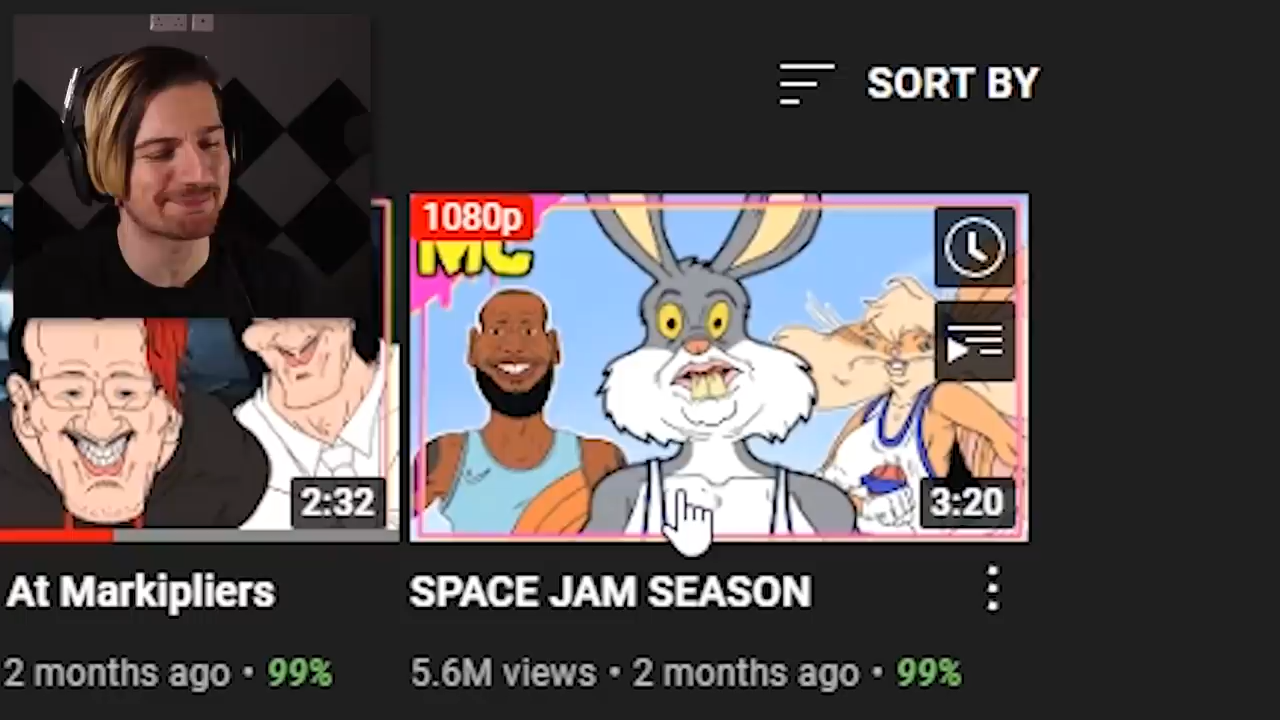 SORT BY
1080p
MC
2:32
3:20
At Markipliers
SPACE JAM SEASON
2 months ago • 99%
5.6M views • 2 months ago • 99%